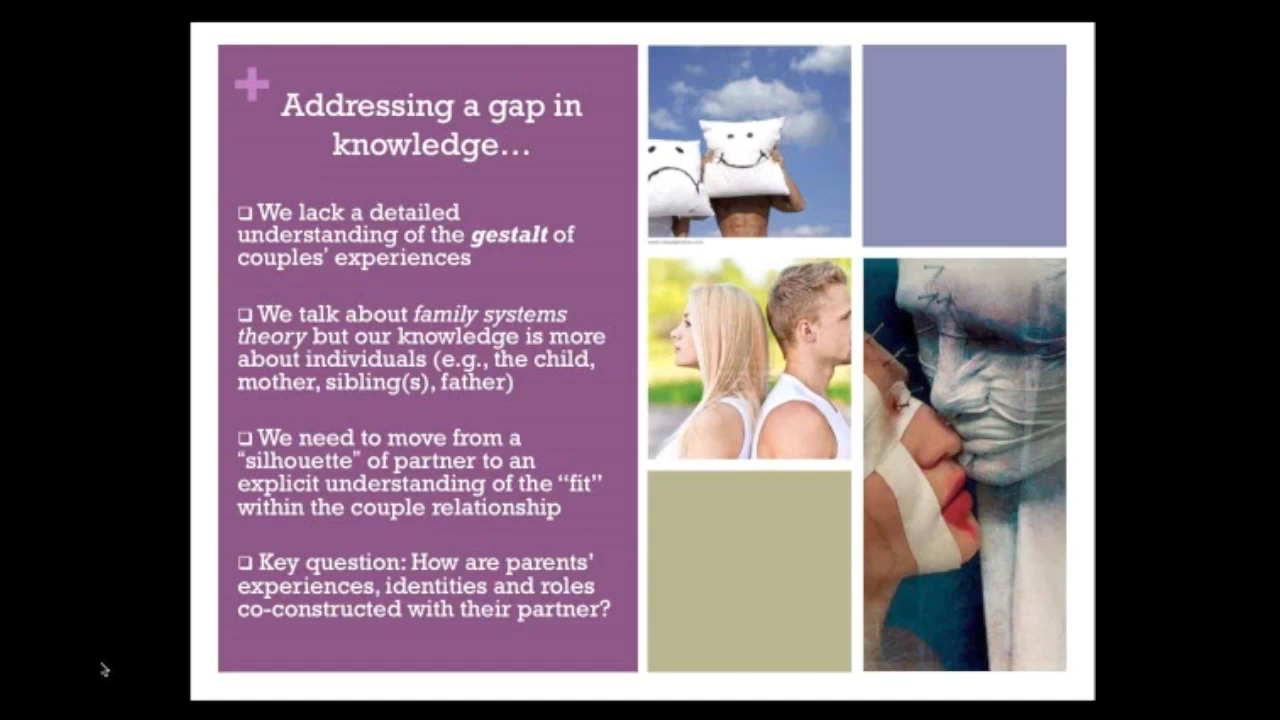 +
Addressing a gap in
knowledge…
❑ We lack a detailed
understanding of the gestalt of
couples’ experiences
❑ We talk about family systems
theory but our knowledge is more
about individuals (e.g., the child,
mother, sibling(s), father)
❑ We need to move from a
“silhouette” of partner to an
explicit understanding of the “fit”
within the couple relationship
❑ Key question: How are parents’
experiences, identities and roles
co-constructed with their partner?